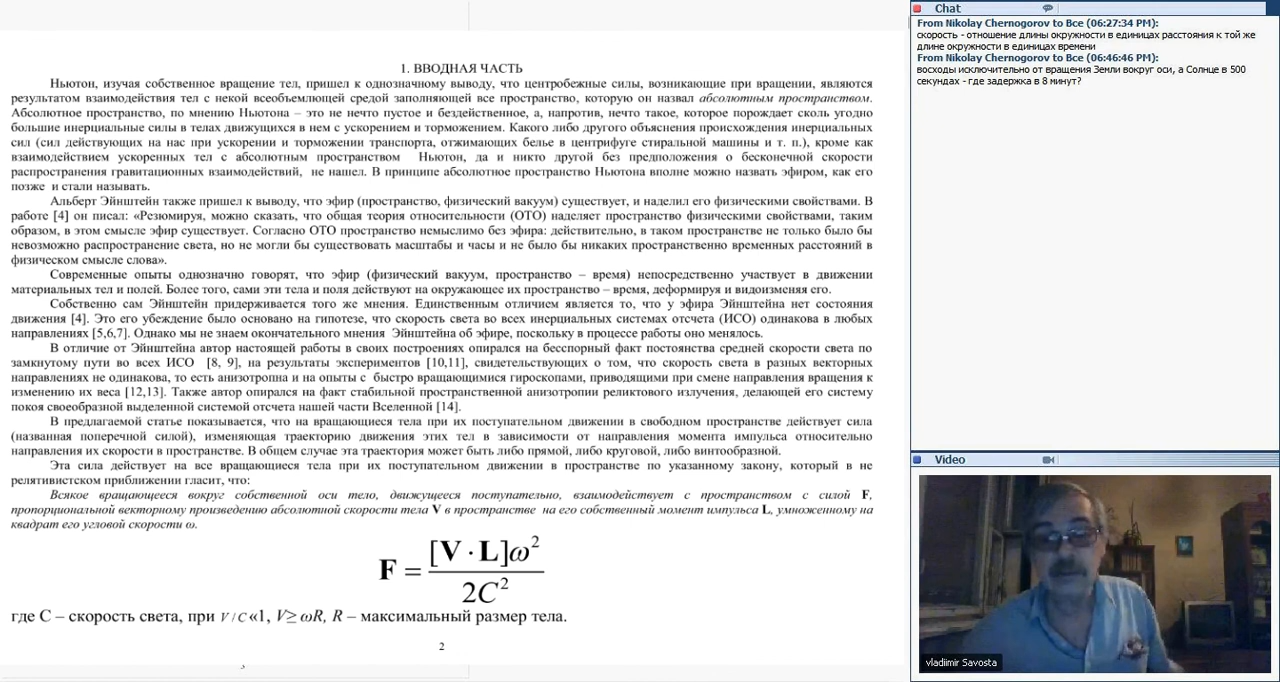 1. ВВОДНАЯ ЧАСТЬ
Ньютон, изучая собственное вращение тел, пришел к однозначному выводу, что центробежные силы, возникающие при вращении, являются
результатом взаимодействия тел с некой всеобъемлющей средой заполняющей все пространство, которую он назвал абсолютным пространством.
Абсолютное пространство, по мнению Ньютона – это не нечто пустое и бездейственное, а, напротив, нечто такое, которое порождает сколь угодно
большие инерциальные силы в телах движущихся в нем с ускорением и торможением. Какого либо другого объяснения происхождения инерциальных
сил (сил действующих на нас при ускорении и торможении транспорта, отжимающих белье в центрифуге стиральной машины и т. п.), кроме как
взаимодействием ускоренных тел с абсолютным пространством Ньютон, да и никто другой без предположения о бесконечной скорости
распространения гравитационных взаимодействий, не нашел. В принципе абсолютное пространство Ньютона вполне можно назвать эфиром, как его
позже и стали называть.
Альберт Эйнштейн также пришел к выводу, что эфир (пространство, физический вакуум) существует, и наделил его физическими свойствами. В
работе [4] он писал: «Резюмируя, можно сказать, что общая теория относительности (ОТО) наделяет пространство физическими свойствами, таким
образом, в этом смысле эфир существует. Согласно ОТО пространство немыслимо без эфира: действительно, в таком пространстве не только было бы
невозможно распространение света, но не могли бы существовать масштабы и часы и не было бы никаких пространственно временных расстояний в
физическом смысле слова».
Современные опыты однозначно говорят, что эфир (физический вакуум, пространство – время) непосредственно участвует в движении
материальных тел и полей. Более того, сами эти тела и поля действуют на окружающее их пространство – время, деформируя и видоизменяя его.
Собственно сам Эйнштейн придерживается того же мнения. Единственным отличием является то, что у эфира Эйнштейна нет состояния
движения [4]. Это его убеждение было основано на гипотезе, что скорость света во всех инерциальных системах отсчета (ИСО) одинакова в любых
направлениях [5,6,7]. Однако мы не знаем окончательного мнения Эйнштейна об эфире, поскольку в процессе работы оно менялось.
В отличие от Эйнштейна автор настоящей работы в своих построениях опирался на бесспорный факт постоянства средней скорости света по
замкнутому пути во всех ИСО [8, 9], на результаты экспериментов [10,11], свидетельствующих о том, что скорость света в разных векторных
направлениях не одинакова, то есть анизотропна и на опыты с быстро вращающимися гироскопами, приводящими при смене направления вращения к
изменению их веса [12,13]. Также автор опирался на факт стабильной пространственной анизотропии реликтового излучения, делающей его систему
покоя своеобразной выделенной системой отсчета нашей части Вселенной [14].
В предлагаемой статье показывается, что на вращающиеся тела при их поступательном движении в свободном пространстве действует сила
(названная поперечной силой), изменяющая траекторию движения этих тел в зависимости от направления момента импульса относительно
направления их скорости в пространстве. В общем случае эта траектория может быть либо прямой, либо круговой, либо винтообразной.
Эта сила действует на все вращающиеся тела при их поступательном движении в пространстве по указанному закону, который в не
релятивистском приближении гласит, что:
Всякое вращающееся вокруг собственной оси тело, движущееся поступательно, взаимодействует с пространством с силой F,
пропорциональной векторному произведению абсолютной скорости тела V в пространстве на его собственный момент импульса L, умноженному на
квадрат его угловой скорости ω.
F = [V · L]ω² / 2C²
где С – скорость света, при V / C «1, V≥ ωR, R – максимальный размер тела.
2
Chat
From Nikolay Chernogorov to Все (06:27:34 PM):
скорость - отношение длины окружности в единицах расстояния к той же
длине окружности в единицах времени
From Nikolay Chernogorov to Все (06:46:46 PM):
восходы исключительно от вращения Земли вокруг оси, а Солнце в 500
секундах - где задержка в 8 минут?
Video
vladimir Savosta